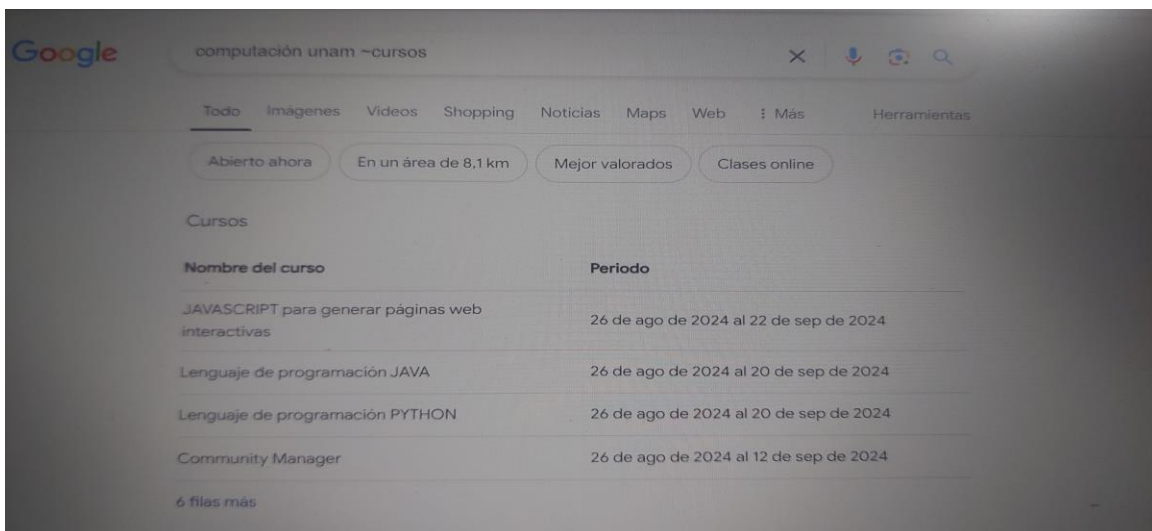 Google
computación unam ~cursos
Todo Imágenes Videos Shopping Noticias Maps Web Más Herramientas
Abierto ahora En un área de 8,1 km Mejor valorados Clases online
Cursos
Nombre del curso Periodo
JAVASCRIPT para generar páginas web
interactivas 26 de ago de 2024 al 22 de sep de 2024
Lenguaje de programación JAVA 26 de ago de 2024 al 20 de sep de 2024
Lenguaje de programación PYTHON 26 de ago de 2024 al 20 de sep de 2024
Community Manager 26 de ago de 2024 al 12 de sep de 2024
6 filas más